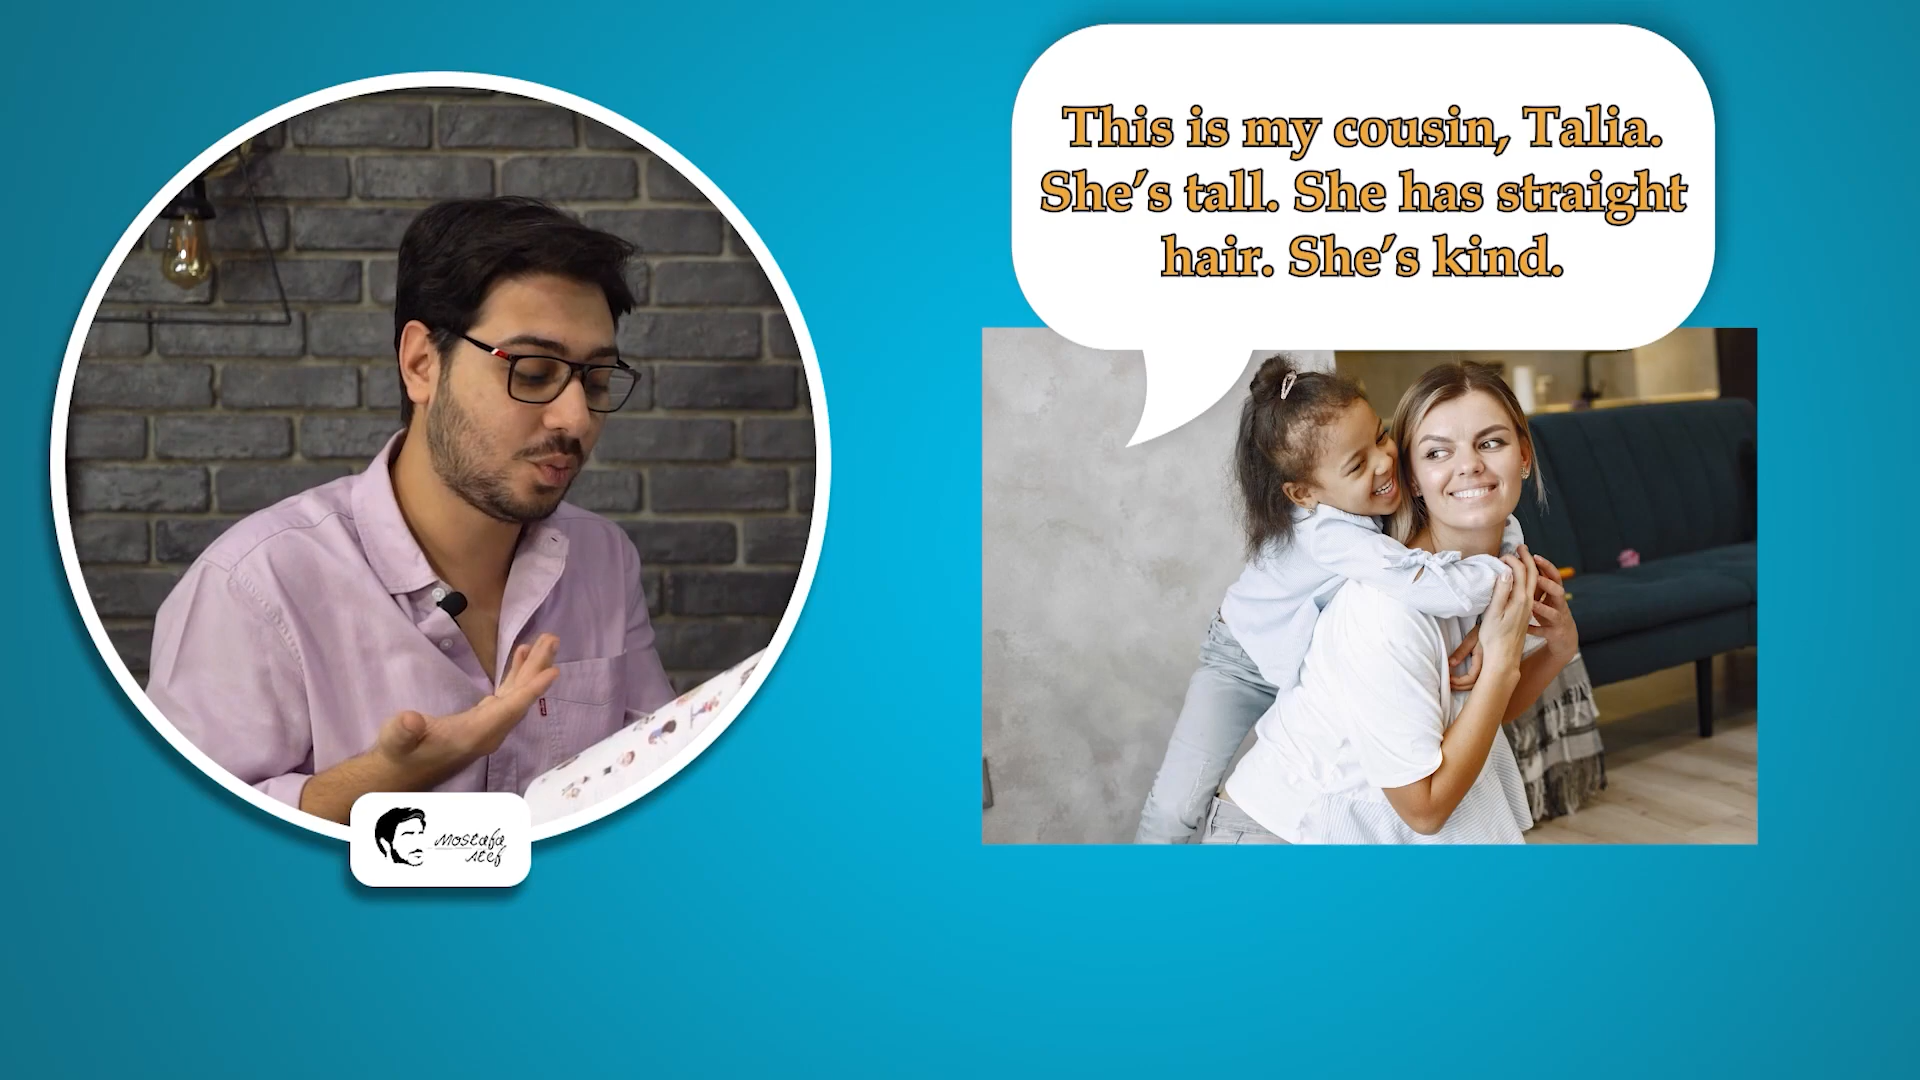 This is my cousin, Talia.
She's tall. She has straight
hair. She's kind.
Mostafa
Atef